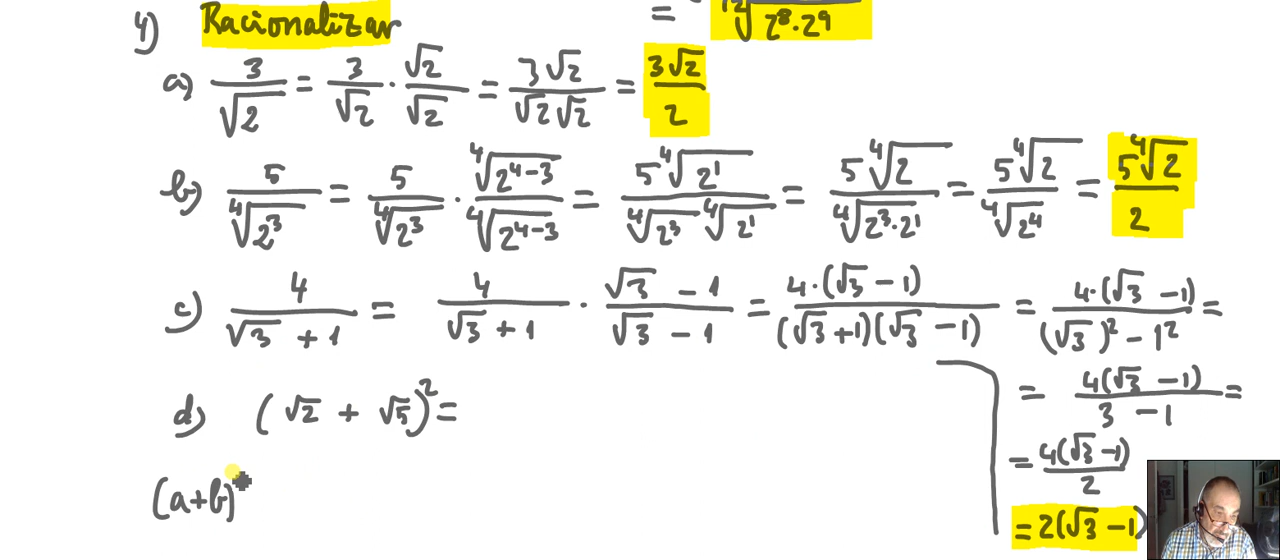 = ¹²√ / 2⁸·2⁹
4) Racionalizar
a) 3/√2 = 3/√2 · √2/√2 = 3√2/√2√2 = 3√2/2
b) 5/⁴√2³ = 5/⁴√2³ · ⁴√2⁴⁻³/⁴√2⁴⁻³ = 5⁴√2¹/⁴√2³ ⁴√2¹ = 5⁴√2/⁴√2³·2¹ = 5⁴√2/⁴√2⁴ = 5⁴√2/2
c) 4/√3 + 1 = 4/√3 + 1 · √3 - 1/√3 - 1 = 4·(√3 - 1)/(√3+1)(√3 - 1) = 4·(√3 - 1)/(√3)² - 1² =
= 4(√3 - 1)/3 - 1 =
d) (√2 + √5)² =
= 4(√3 - 1)/2
(a+b)
= 2(√3 - 1)